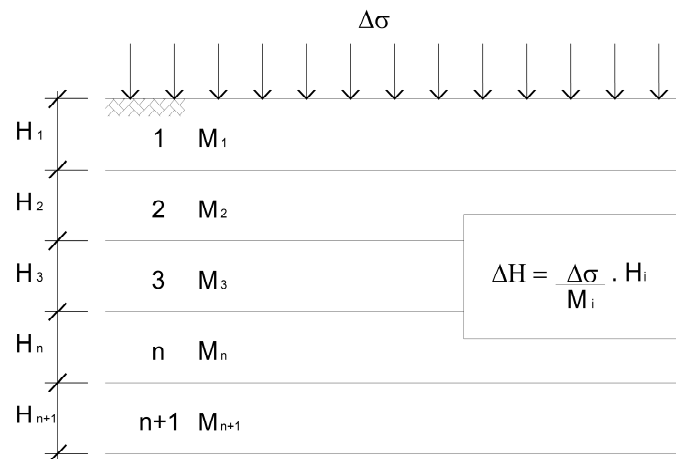 Δσ
H₁ 1 M₁
H₂ 2 M₂
H₃ 3 M₃
ΔH = Δσ / Mᵢ . Hᵢ
Hₙ n Mₙ
Hₙ₊₁ n+1 Mₙ₊₁